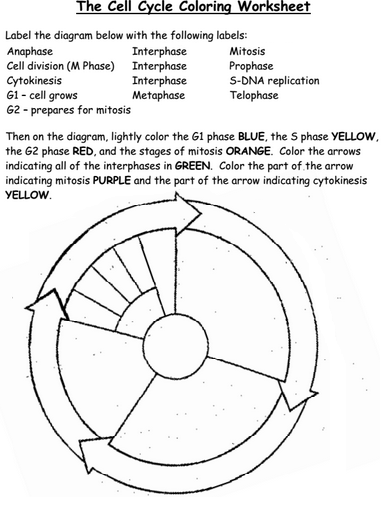 The Cell Cycle Coloring Worksheet
Label the diagram below with the following labels:
Anaphase Interphase Mitosis
Cell division (M Phase) Interphase Prophase
Cytokinesis Interphase S-DNA replication
G1 – cell grows Metaphase Telophase
G2 – prepares for mitosis
Then on the diagram, lightly color the G1 phase BLUE, the S phase YELLOW,
the G2 phase RED, and the stages of mitosis ORANGE. Color the arrows
indicating all of the interphases in GREEN. Color the part of the arrow
indicating mitosis PURPLE and the part of the arrow indicating cytokinesis
YELLOW.